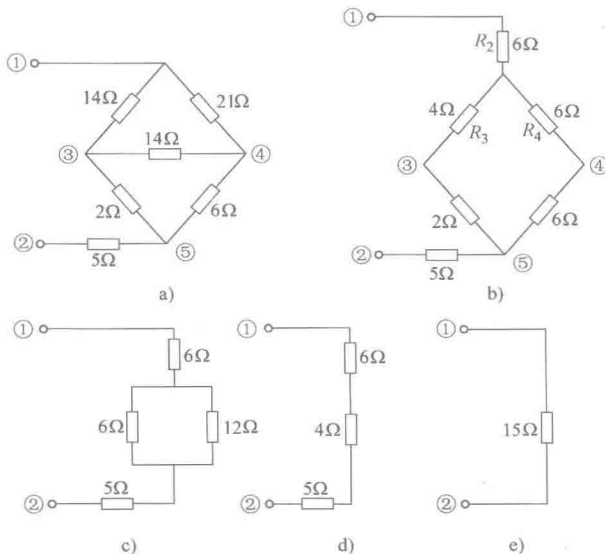 ①
14Ω
21Ω
③
14Ω
④
2Ω
6Ω
②
5Ω
⑤
a)
①
R₂
6Ω
4Ω
R₃
6Ω
R₄
③
④
2Ω
6Ω
②
5Ω
⑤
b)
①
6Ω
6Ω
12Ω
②
5Ω
c)
①
6Ω
4Ω
②
5Ω
d)
①
15Ω
②
e)